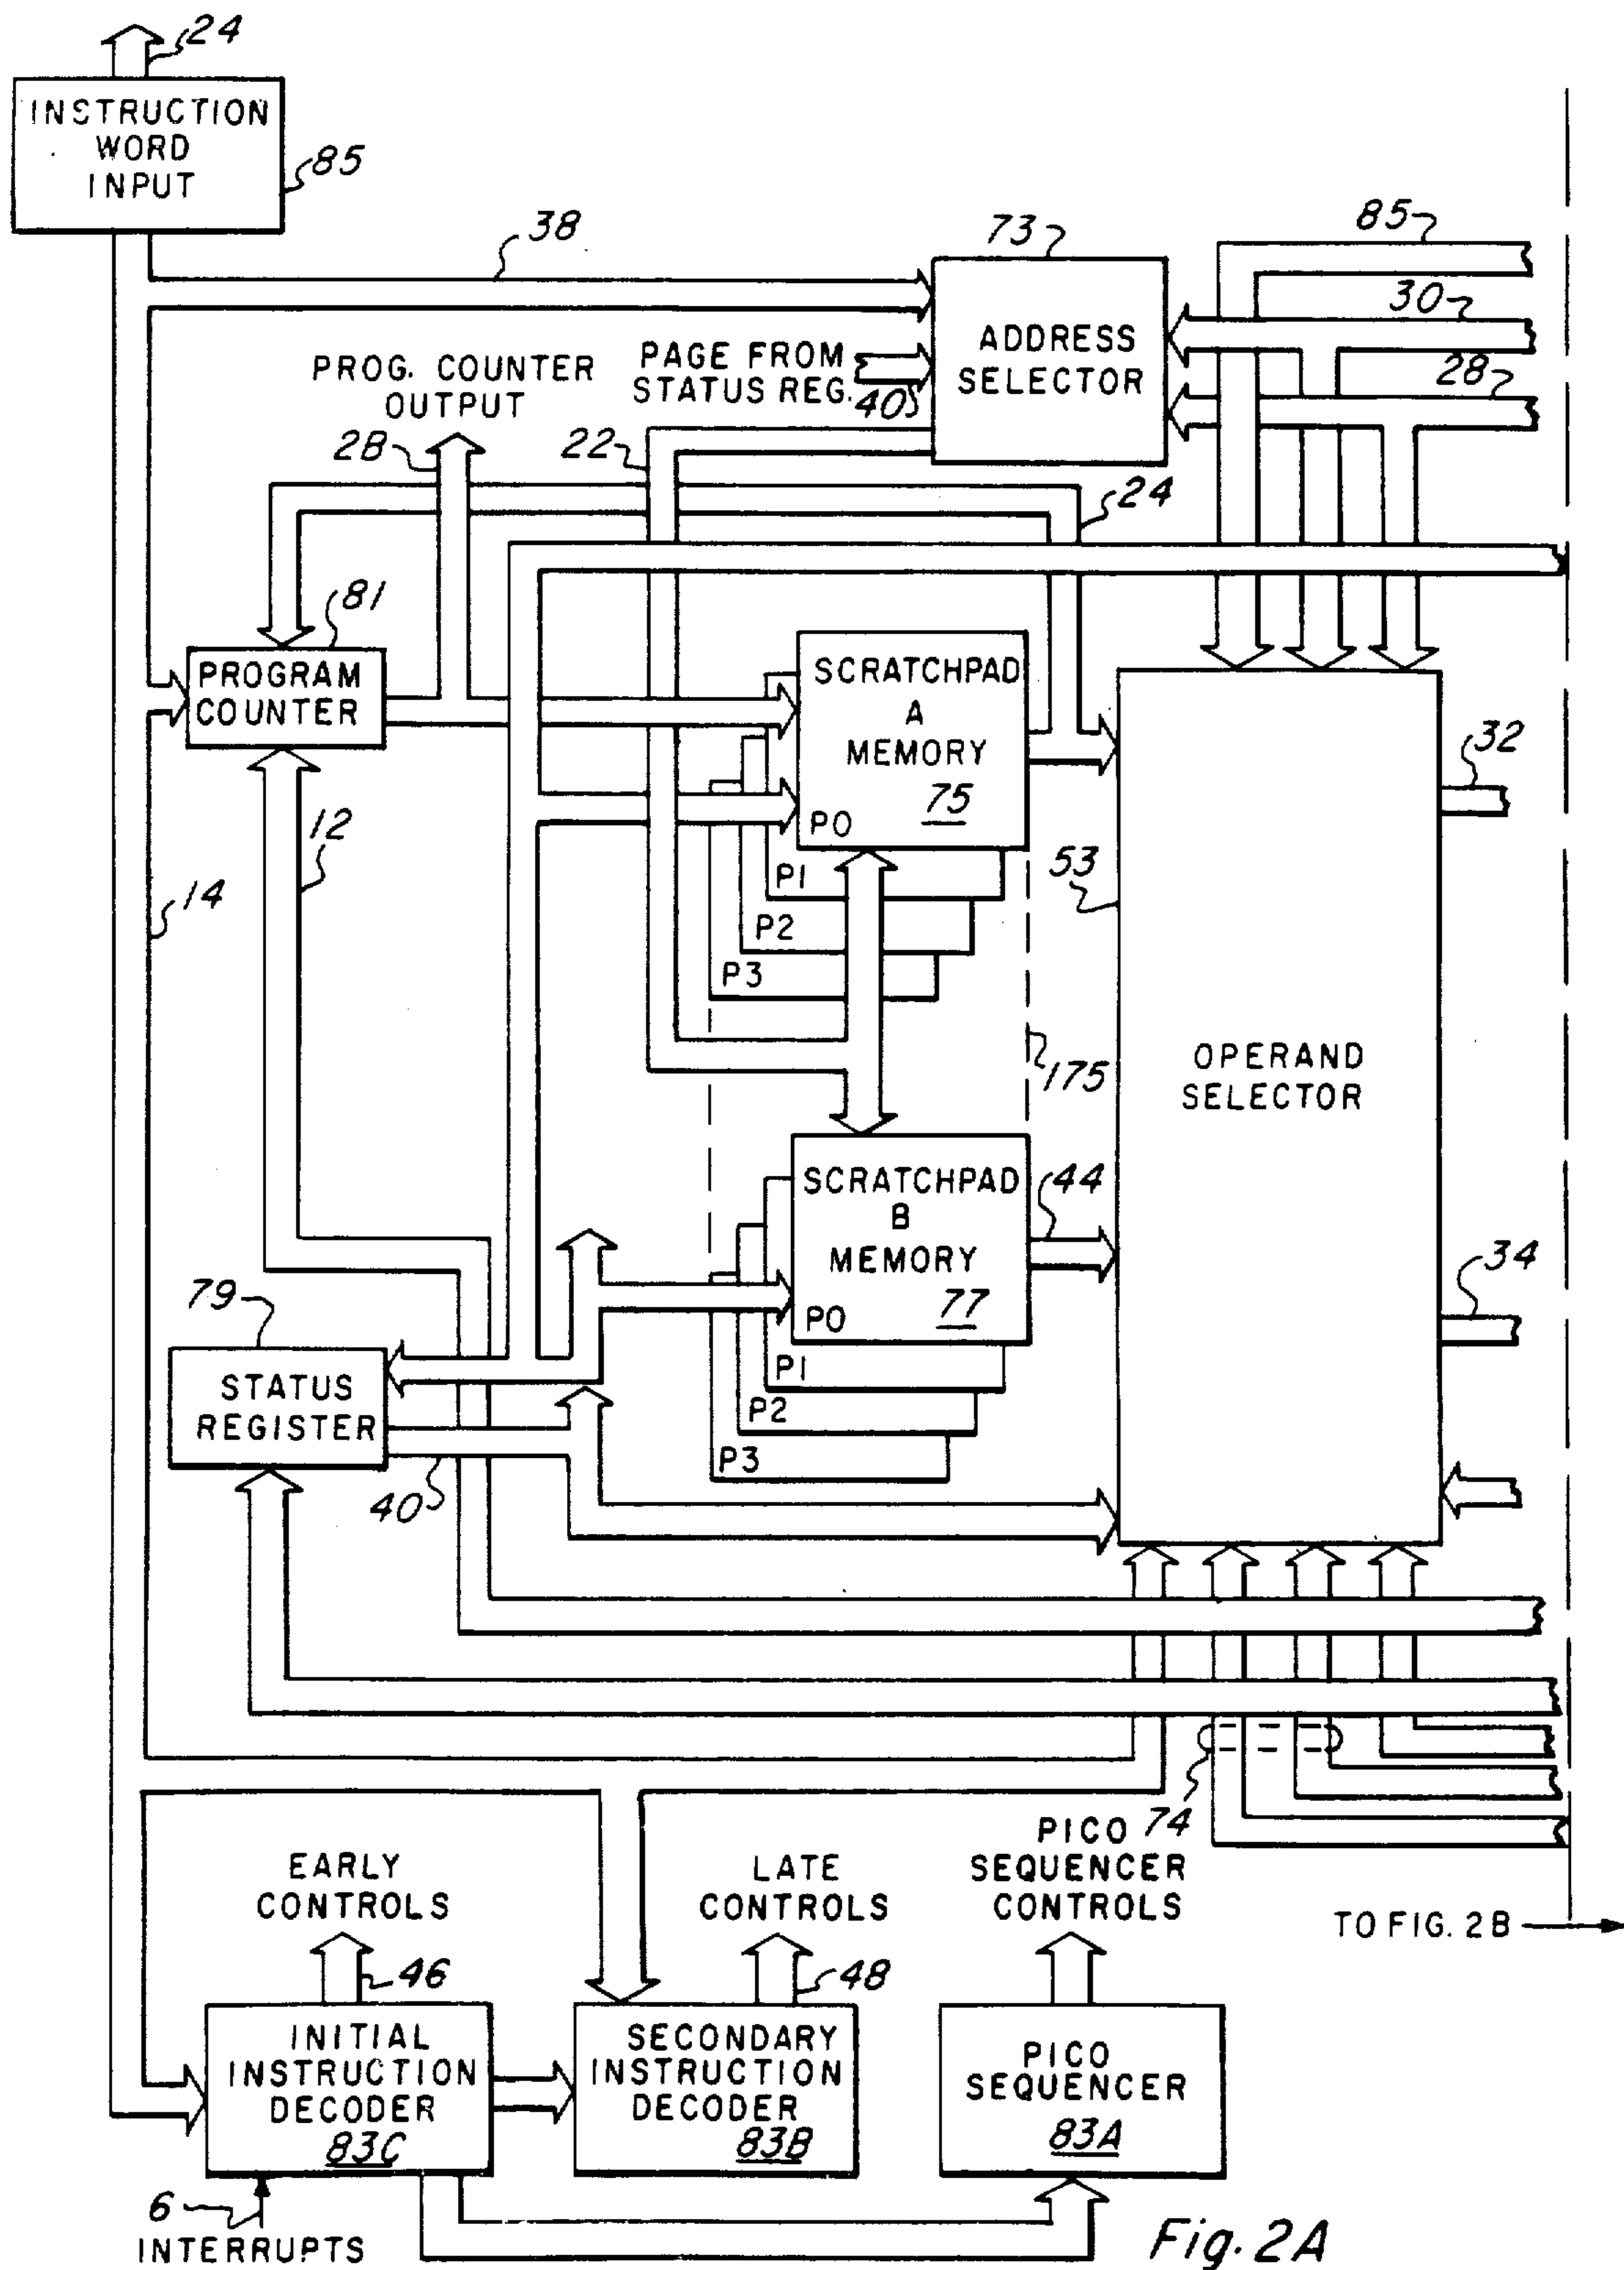 24
INSTRUCTION
WORD
INPUT
85
38
73
85
30
28
ADDRESS
SELECTOR
PAGE FROM
STATUS REG.
40
PROG. COUNTER
OUTPUT
28
22
24
81
PROGRAM
COUNTER
SCRATCHPAD
A
MEMORY
75
P0
P1
P2
P3
32
12
14
53
175
OPERAND
SELECTOR
SCRATCHPAD
B
MEMORY
77
P0
P1
P2
P3
44
34
79
STATUS
REGISTER
40
74
EARLY
CONTROLS
46
LATE
CONTROLS
48
PICO
SEQUENCER
CONTROLS
TO FIG. 2B
INITIAL
INSTRUCTION
DECODER
83C
SECONDARY
INSTRUCTION
DECODER
83B
PICO
SEQUENCER
83A
6
INTERRUPTS
Fig. 2A